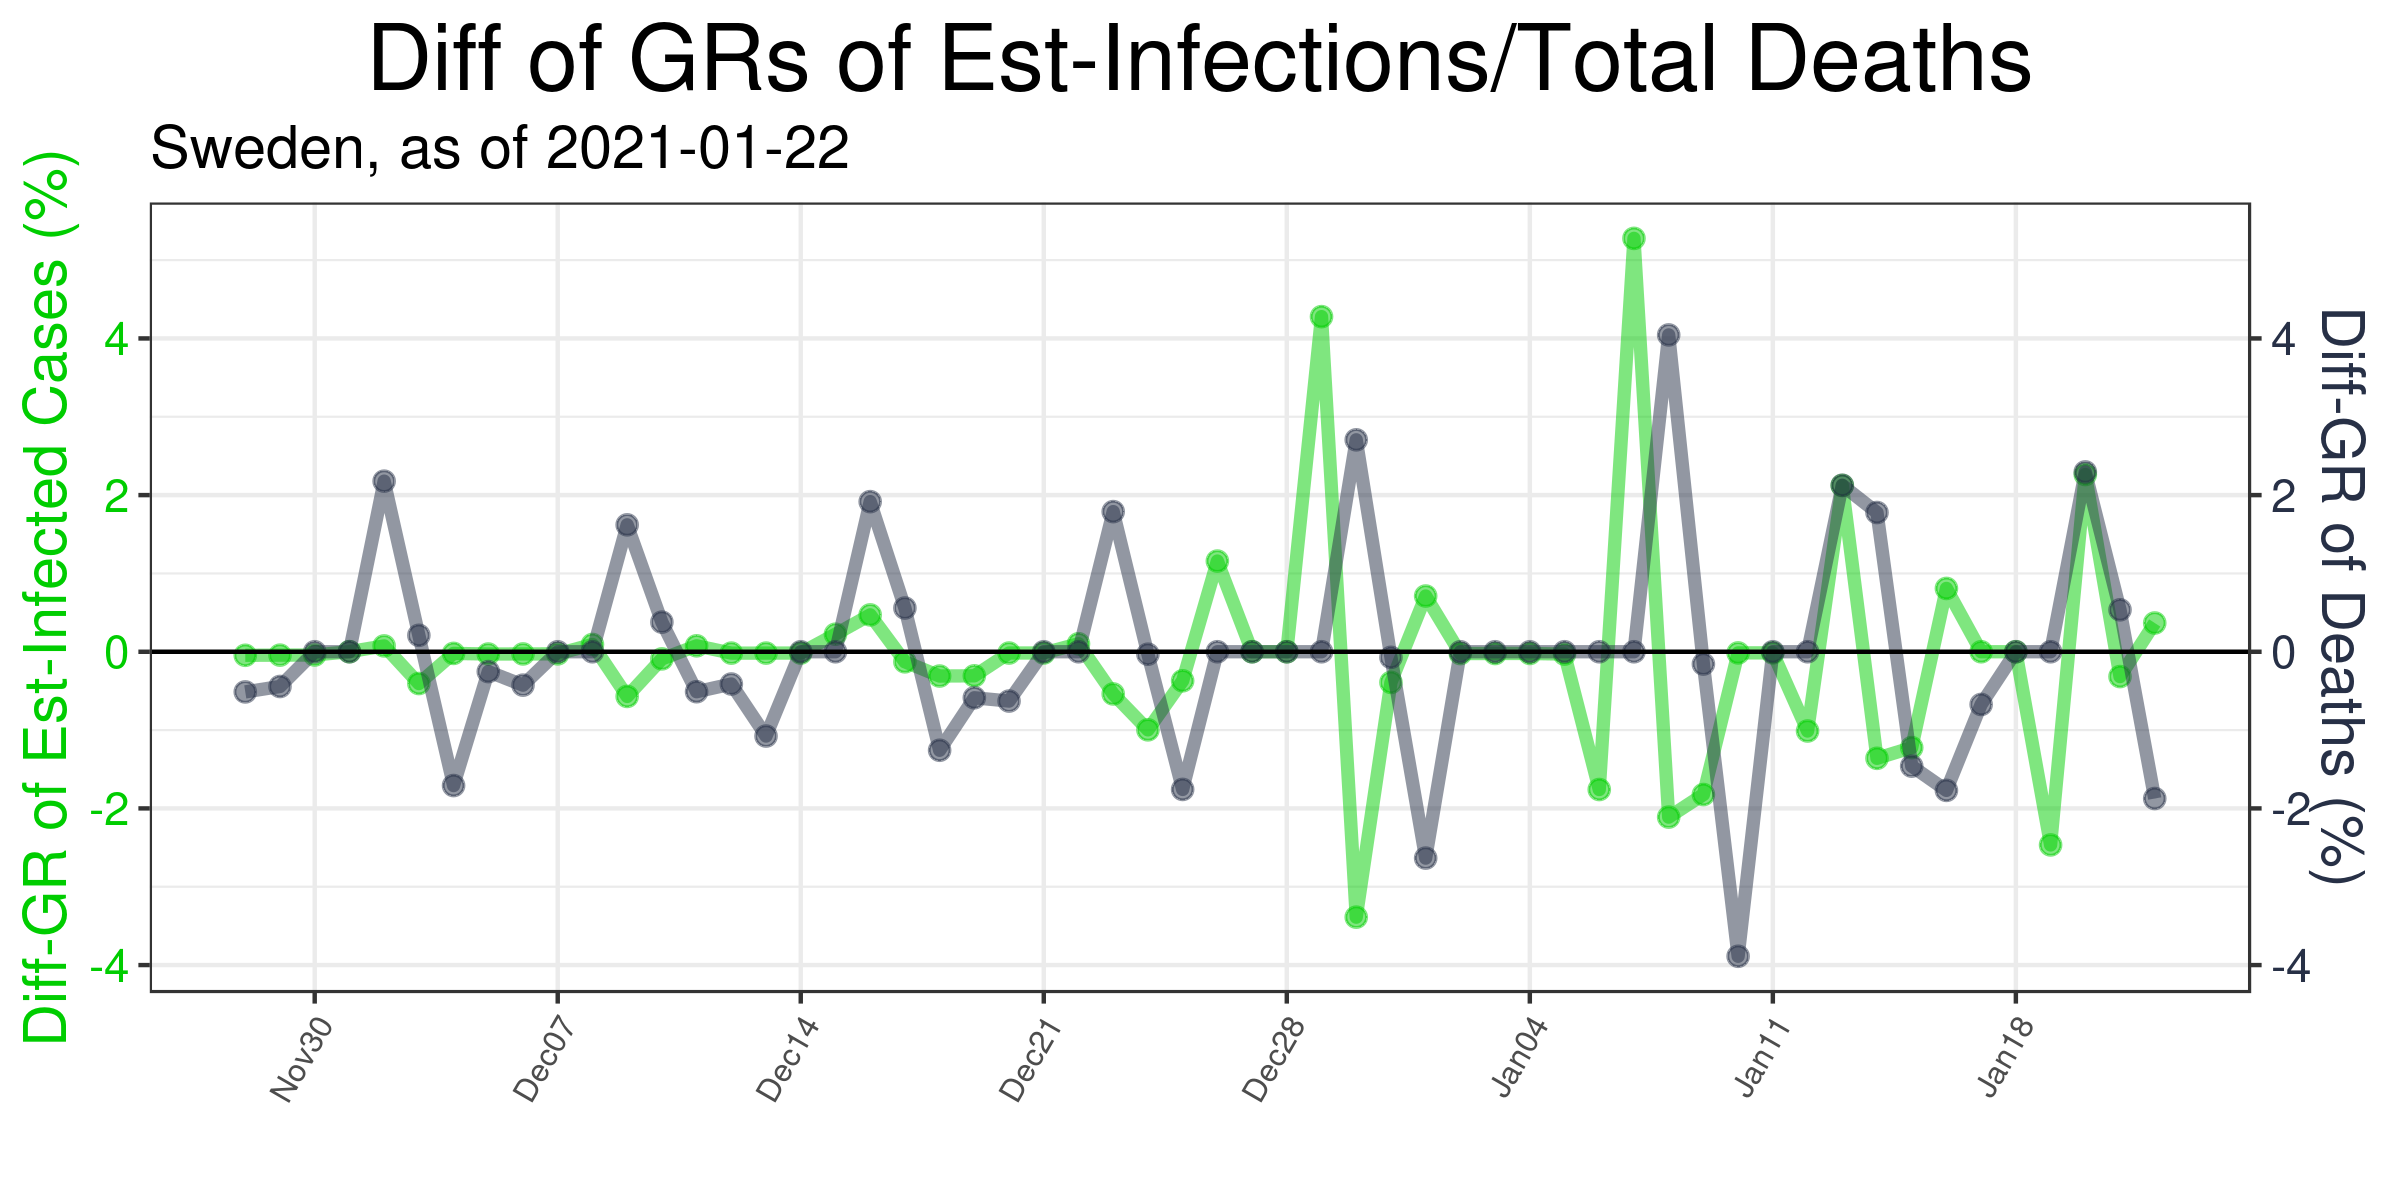 Diff of GRs of Est-Infections/Total Deaths
Sweden, as of 2021-01-22
Diff-GR of Est-Infected Cases (%)
4
2
0
-2
-4
4
2
0
-2
-4
Diff-GR of Deaths (%)
Nov30
Dec07
Dec14
Dec21
Dec28
Jan04
Jan11
Jan18